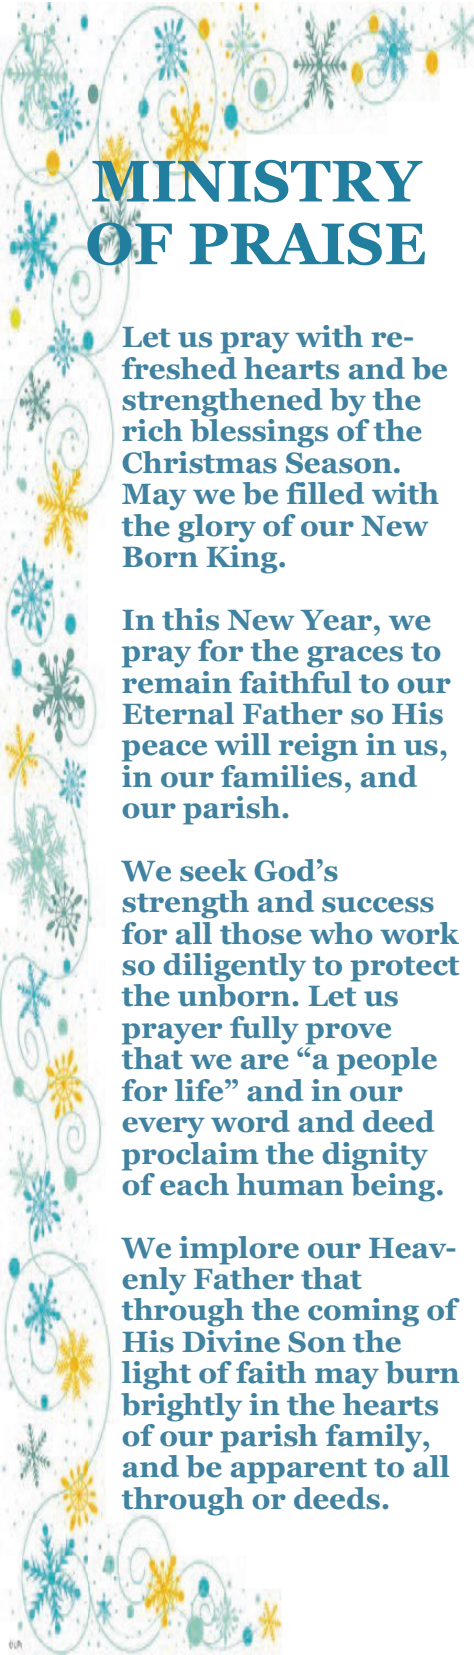 MINISTRY
OF PRAISE
Let us pray with re-
freshed hearts and be
strengthened by the
rich blessings of the
Christmas Season.
May we be filled with
the glory of our New
Born King.
In this New Year, we
pray for the graces to
remain faithful to our
Eternal Father so His
peace will reign in us,
in our families, and
our parish.
We seek God’s
strength and success
for all those who work
so diligently to protect
the unborn. Let us
prayer fully prove
that we are “a people
for life” and in our
every word and deed
proclaim the dignity
of each human being.
We implore our Heav-
enly Father that
through the coming of
His Divine Son the
light of faith may burn
brightly in the hearts
of our parish family,
and be apparent to all
through or deeds.